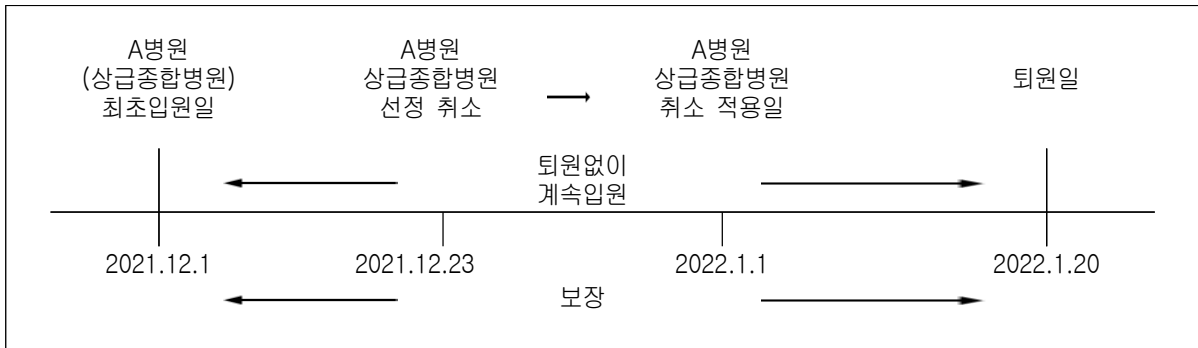 A병원
(상급종합병원)
최초입원일
A병원
상급종합병원
선정 취소
A병원
상급종합병원
취소 적용일
퇴원일
퇴원없이
계속입원
2021.12.1
2021.12.23
2022.1.1
2022.1.20
보장